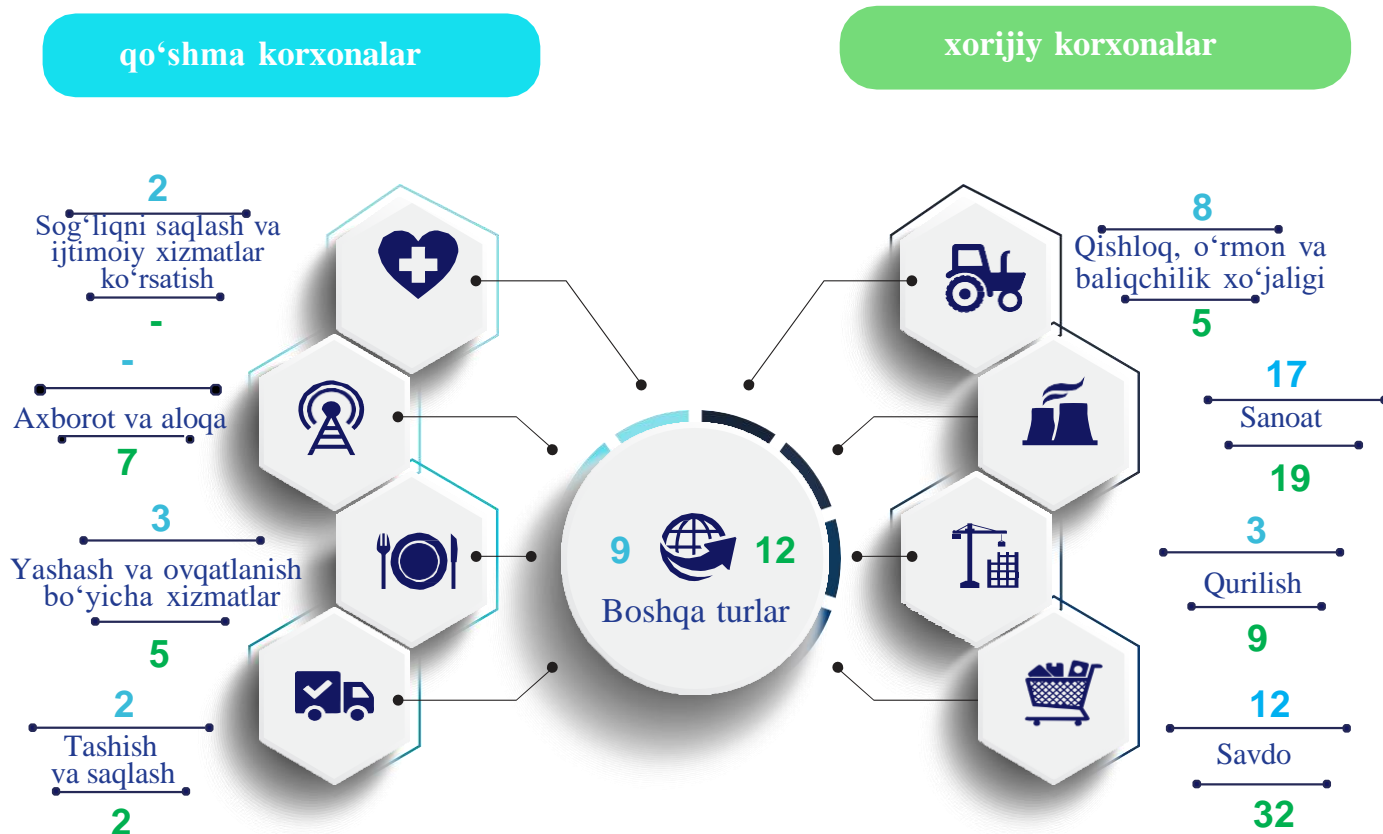 qo‘shma korxonalar
xorijiy korxonalar
2
Sog‘liqni saqlash va
ijtimoiy xizmatlar
ko‘rsatish
-
-
Axborot va aloqa
7
3
Yashash va ovqatlanish
bo‘yicha xizmatlar
5
2
Tashish
va saqlash
2
9
12
Boshqa turlar
8
Qishloq, o‘rmon va
baliqchilik xo‘jaligi
5
17
Sanoat
19
3
Qurilish
9
12
Savdo
32